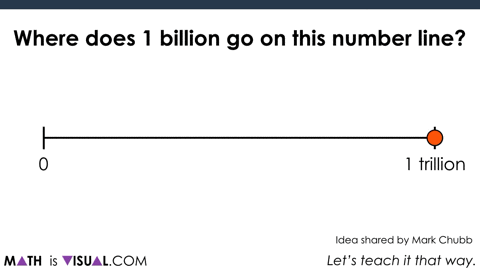 Where does 1 billion go on this number line?
0
1 trillion
Idea shared by Mark Chubb
MATH is VISUAL.COM
Let's teach it that way.